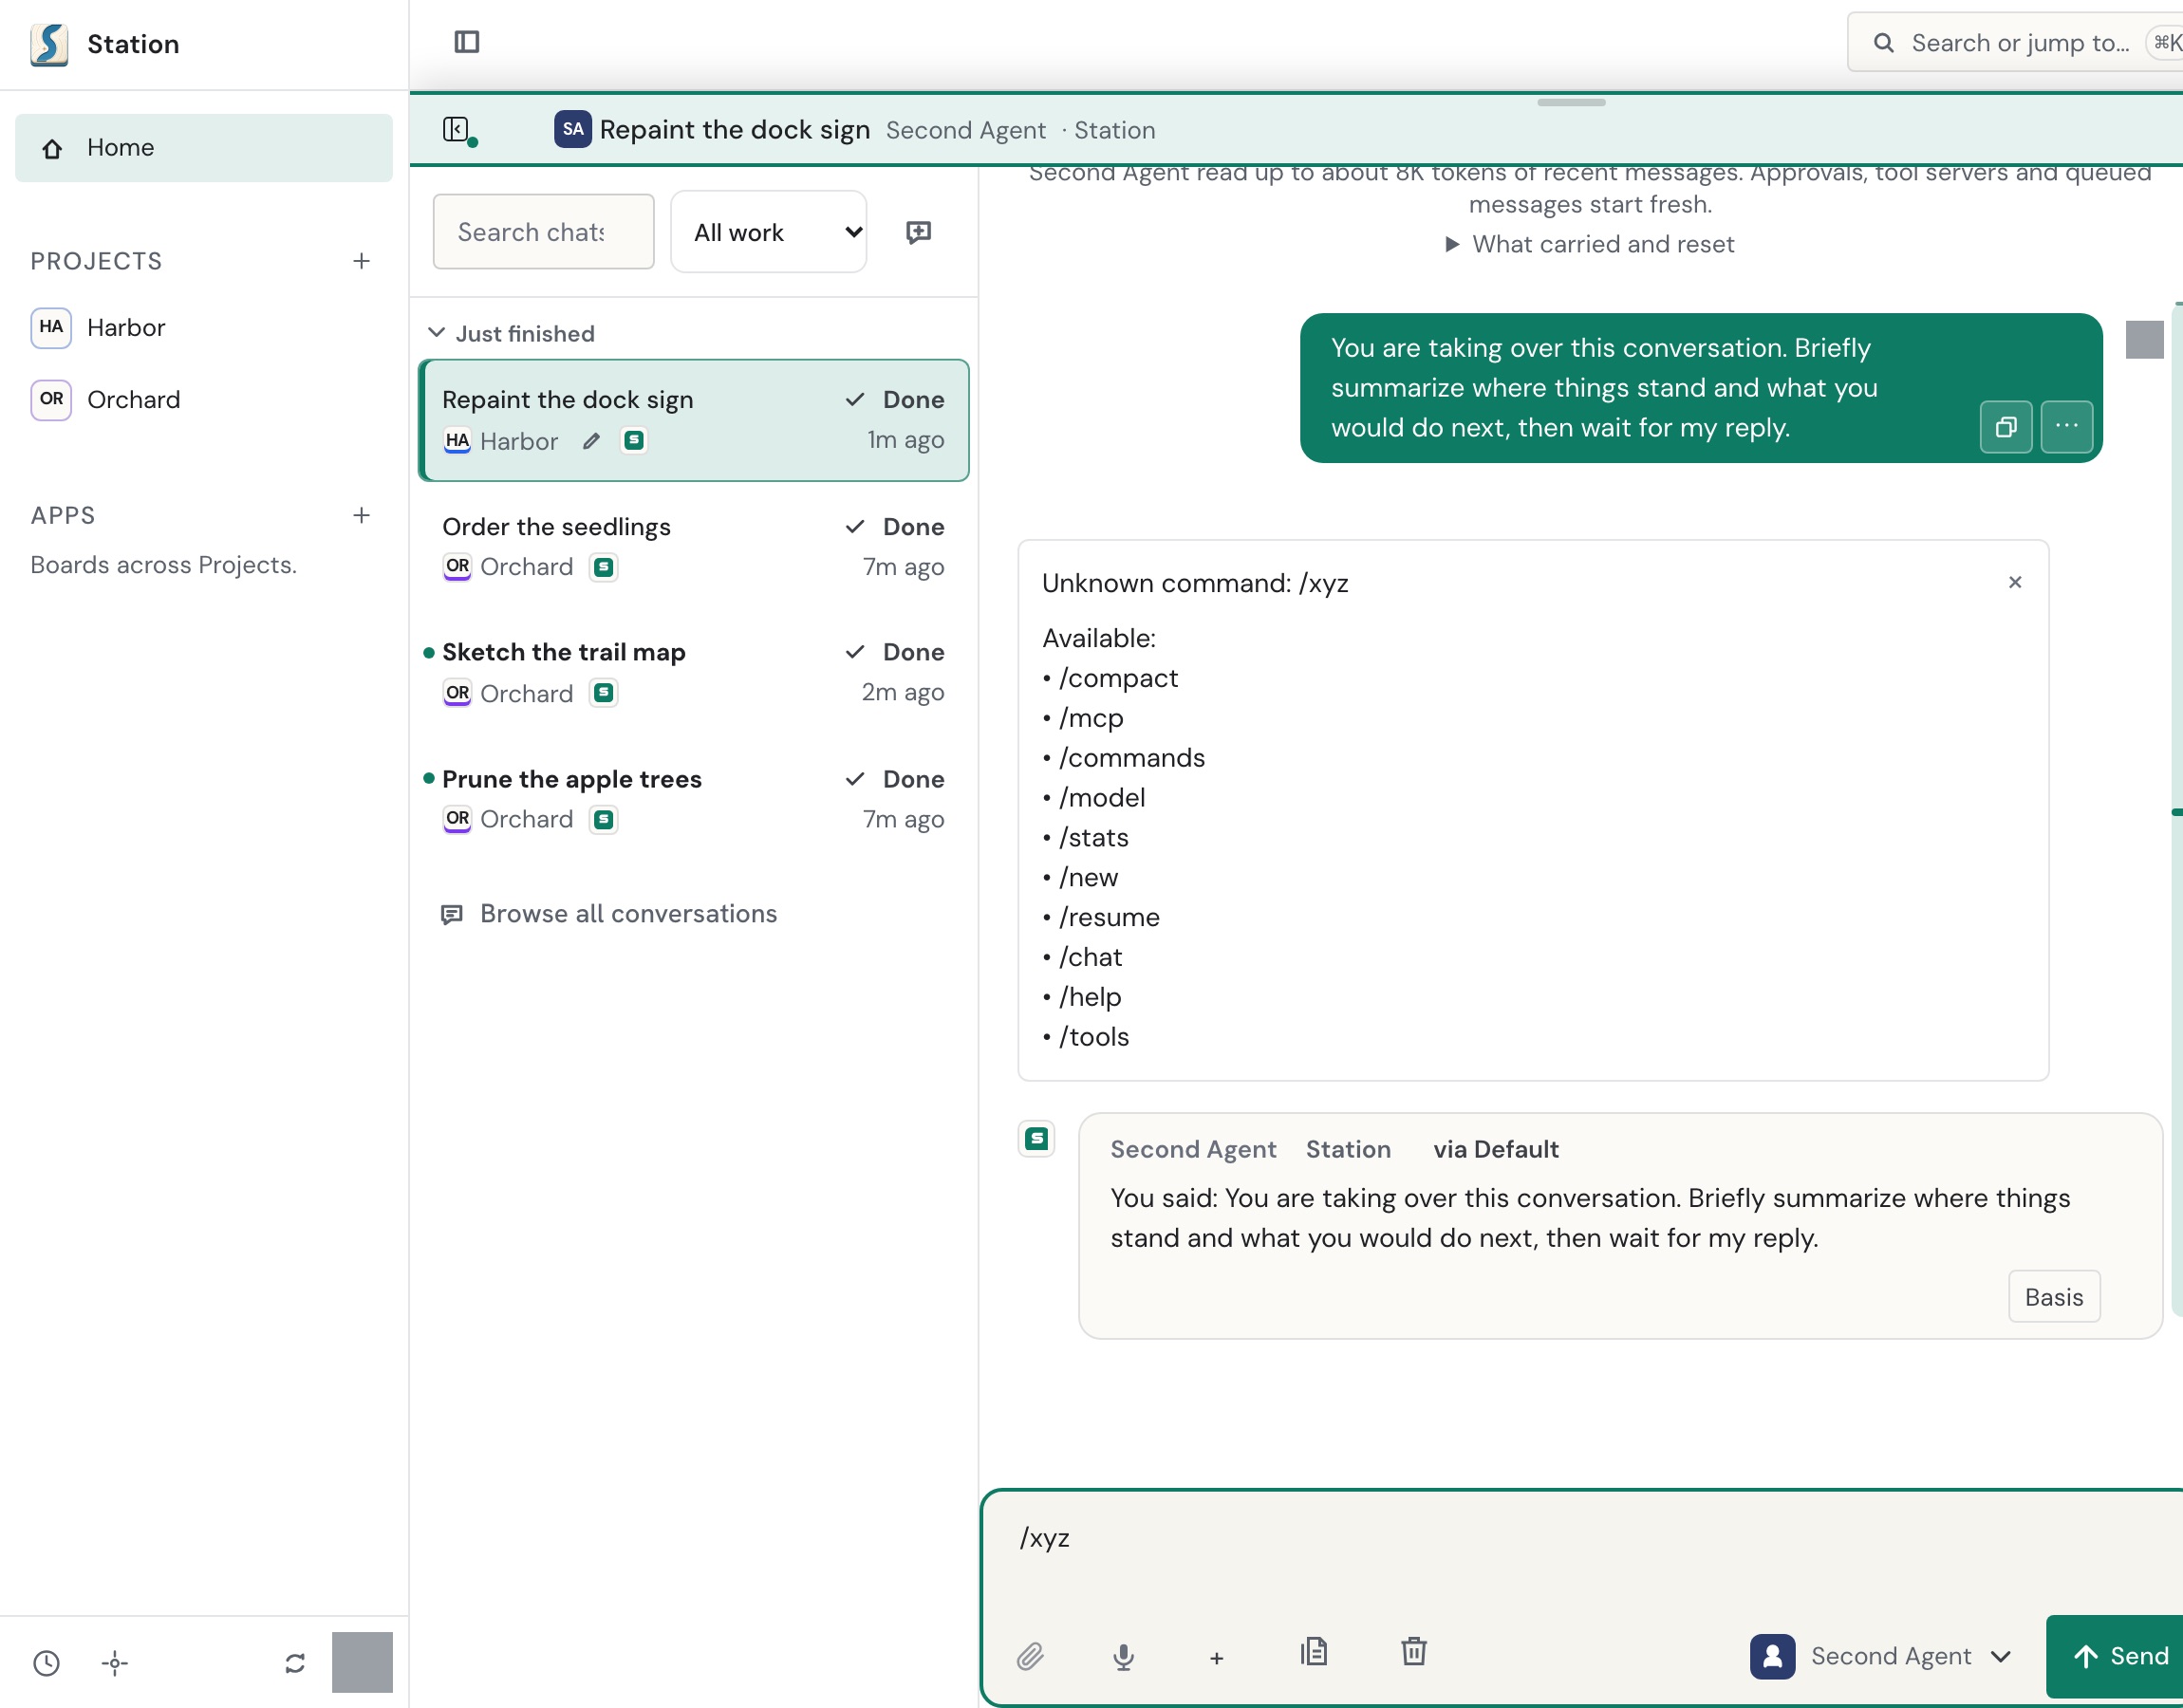 Station
Search or jump to...
⌘K
Home
PROJECTS
HA Harbor
OR Orchard
APPS
Boards across Projects.
SA Repaint the dock sign Second Agent · Station
Search chats
All work
Just finished
Repaint the dock sign Done
HA Harbor S 1m ago
Order the seedlings Done
OR Orchard S 7m ago
Sketch the trail map Done
OR Orchard S 2m ago
Prune the apple trees Done
OR Orchard S 7m ago
Browse all conversations
Second Agent read up to about 8K tokens of recent messages. Approvals, tool servers and queued
messages start fresh.
What carried and reset
You are taking over this conversation. Briefly
summarize where things stand and what you
would do next, then wait for my reply.
Unknown command: /xyz
Available:
• /compact
• /mcp
• /commands
• /model
• /stats
• /new
• /resume
• /chat
• /help
• /tools
S
Second Agent Station via Default
You said: You are taking over this conversation. Briefly summarize where things
stand and what you would do next, then wait for my reply.
Basis
/xyz
Second Agent
Send